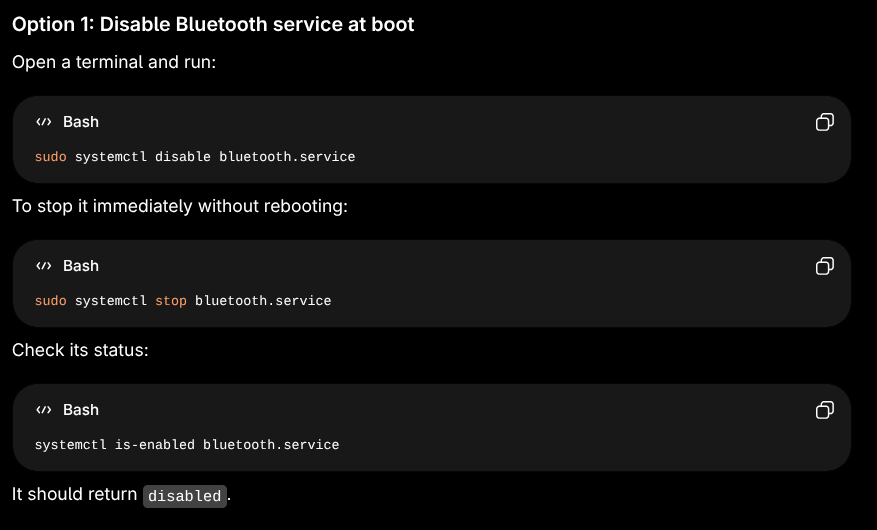 Option 1: Disable Bluetooth service at boot
Open a terminal and run:
Bash
sudo systemctl disable bluetooth.service
To stop it immediately without rebooting:
Bash
sudo systemctl stop bluetooth.service
Check its status:
Bash
systemctl is-enabled bluetooth.service
It should return disabled.